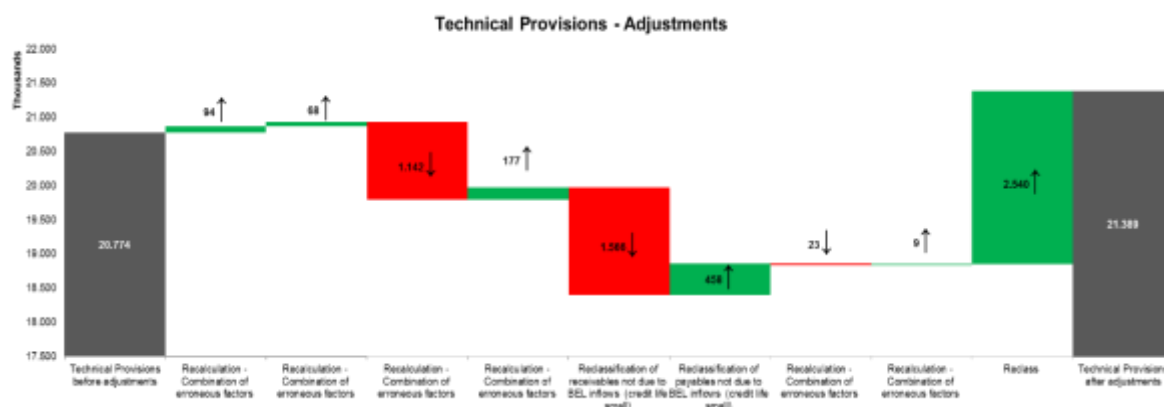 Technical Provisions - Adjustments
Thousands
22.000
21.500
21.000
20.500
20.000
19.500
19.000
18.500
18.000
17.500
20.774
94
68
1.142
177
458
23
9
2.540
21.389
Technical Provisions
before adjustments
Recalculation -
Combination of
erroneous factors
Recalculation -
Combination of
erroneous factors
Recalculation -
Combination of
erroneous factors
Recalculation -
Combination of
erroneous factors
Reclassification of
receivables not due to
BEL inflows (credit life
Reclassification of
payables not due to
BEL inflows (credit life
Recalculation -
Combination of
erroneous factors
Recalculation -
Combination of
erroneous factors
Reclass
Technical Provisions
after adjustments